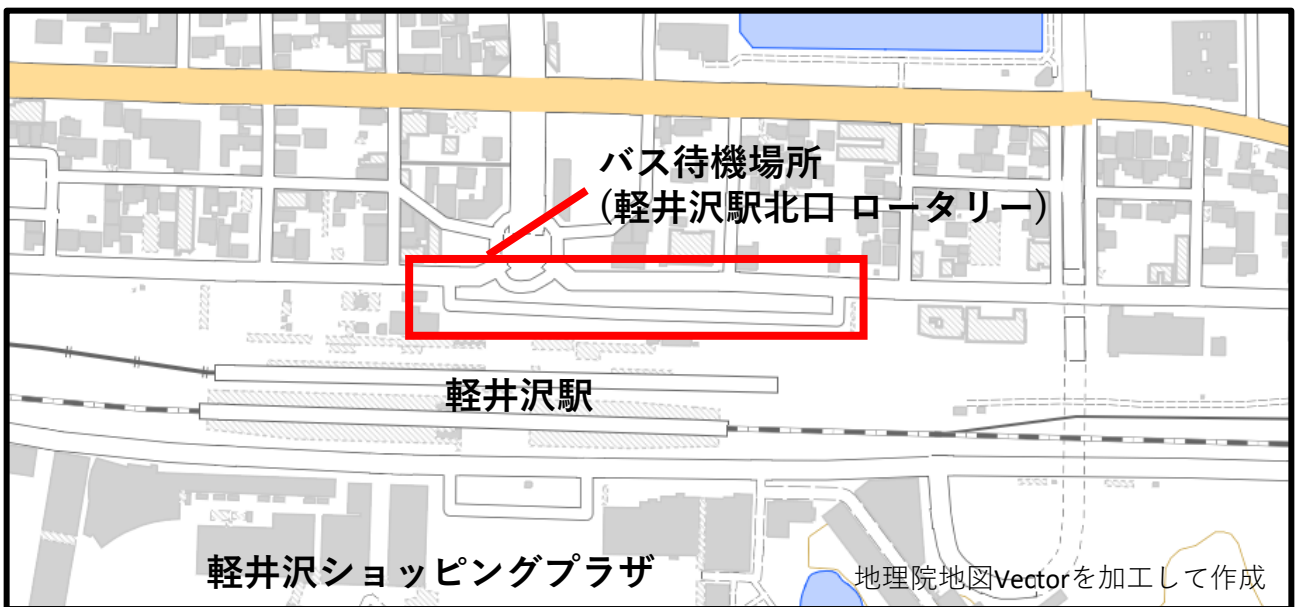 バス待機場所
(軽井沢駅北口 ロータリー)
軽井沢駅
軽井沢ショッピングプラザ
地理院地図Vectorを加工して作成